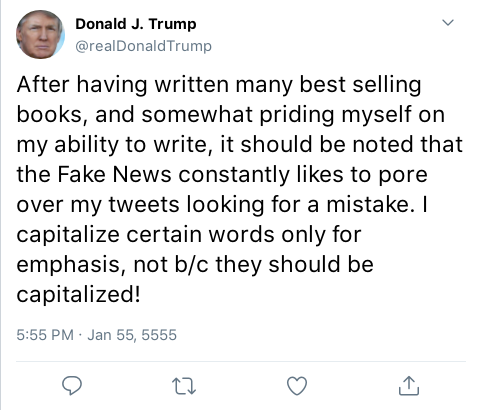 Donald J. Trump
@realDonaldTrump
After having written many best selling
books, and somewhat priding myself on
my ability to write, it should be noted that
the Fake News constantly likes to pore
over my tweets looking for a mistake. I
capitalize certain words only for
emphasis, not b/c they should be
capitalized!
5:55 PM · Jan 55, 5555